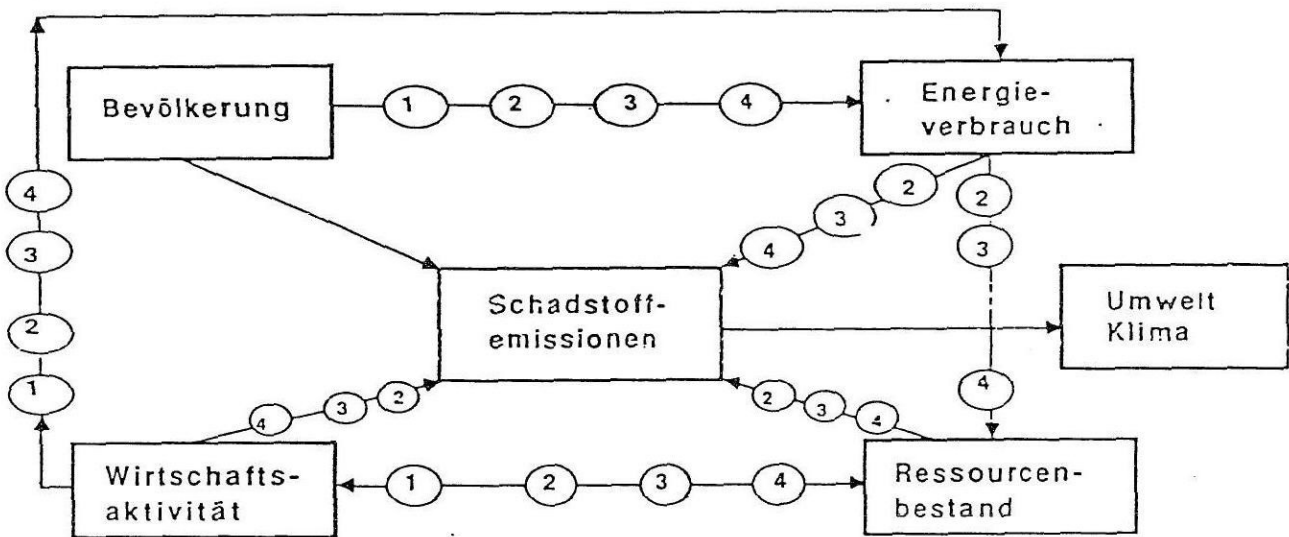 Bevölkerung
1 2 3 4
Energie-
verbrauch
4
3
2
1
2
3
4
2
3
4
Schadstoff-
emissionen
Umwelt
Klima
4 3 2
2 3 4
Wirtschafts-
aktivität
1 2 3 4
Ressourcen-
bestand